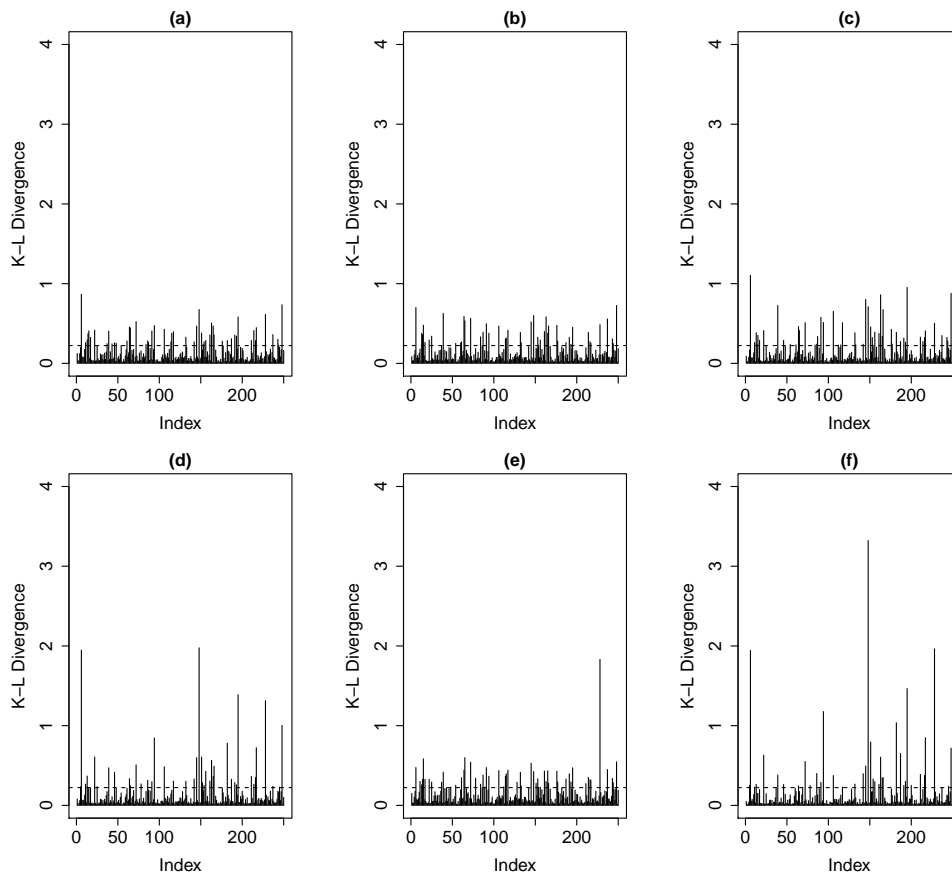 (a)
K−L Divergence
0 1 2 3 4
0 50 100 200
Index
(b)
K−L Divergence
0 1 2 3 4
0 50 100 200
Index
(c)
K−L Divergence
0 1 2 3 4
0 50 100 200
Index
(d)
K−L Divergence
0 1 2 3 4
0 50 100 200
Index
(e)
K−L Divergence
0 1 2 3 4
0 50 100 200
Index
(f)
K−L Divergence
0 1 2 3 4
0 50 100 200
Index